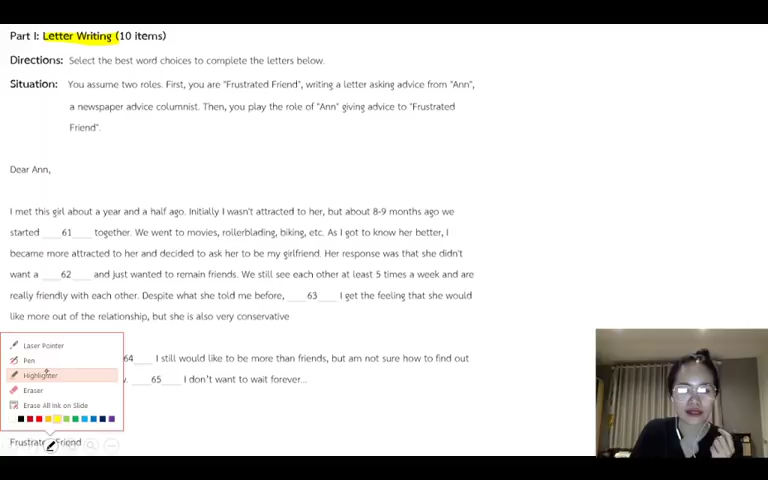 Part I: Letter Writing (10 items)
Directions: Select the best word choices to complete the letters below.
Situation: You assume two roles. First, you are "Frustrated Friend", writing a letter asking advice from "Ann",
a newspaper advice columnist. Then, you play the role of "Ann" giving advice to "Frustrated
Friend".
Dear Ann,
I met this girl about a year and a half ago. Initially I wasn't attracted to her, but about 8-9 months ago we
started ____61____ together. We went to movies, rollerblading, biking, etc. As I got to know her better, I
became more attracted to her and decided to ask her to be my girlfriend. Her response was that she didn't
want a ____62____ and just wanted to remain friends. We still see each other at least 5 times a week and are
really friendly with each other. Despite what she told me before, ____63____ I get the feeling that she would
like more out of the relationship, but she is also very conservative
64____ I still would like to be more than friends, but am not sure how to find out
. ____65____ I don't want to wait forever...
Laser Pointer
Pen
Highlighter
Eraser
Erase All Ink on Slide
Frustrated Friend